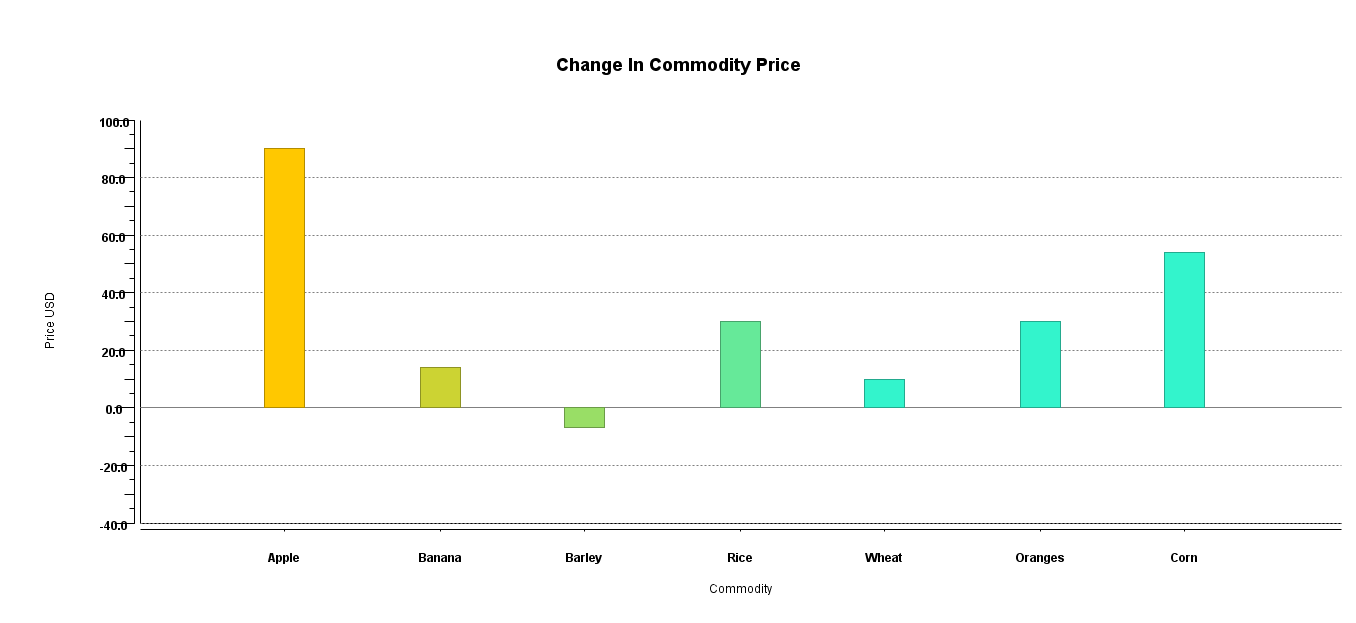 Change In Commodity Price
100.0
80.0
60.0
40.0
20.0
0.0
-20.0
-40.0
Price USD
Apple Banana Barley Rice Wheat Oranges Corn
Commodity